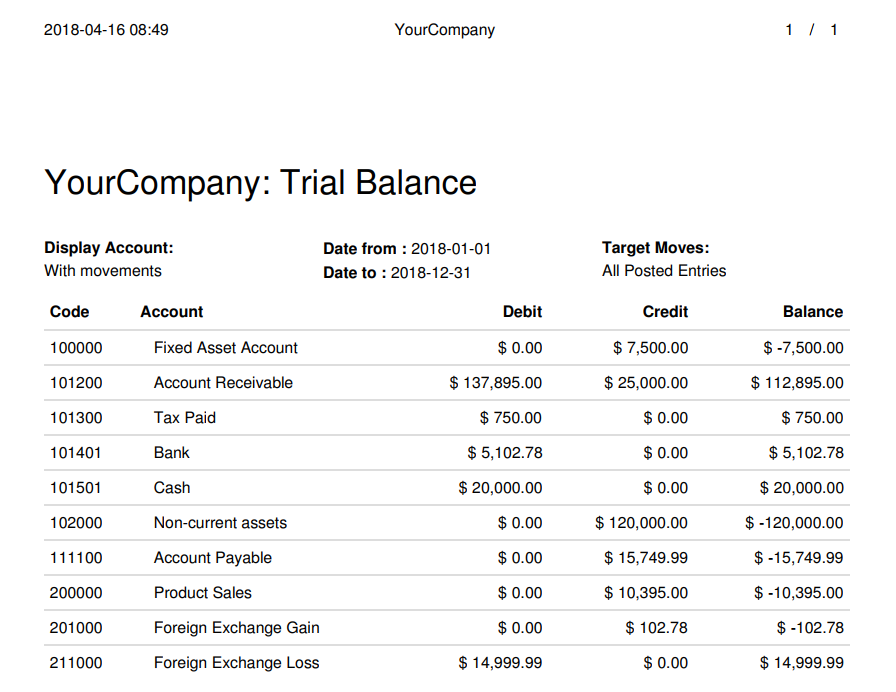 2018-04-16 08:49 YourCompany 1 / 1
YourCompany: Trial Balance
Display Account: Date from : 2018-01-01 Target Moves:
With movements Date to : 2018-12-31 All Posted Entries
Code Account Debit Credit Balance
100000 Fixed Asset Account $ 0.00 $ 7,500.00 $ -7,500.00
101200 Account Receivable $ 137,895.00 $ 25,000.00 $ 112,895.00
101300 Tax Paid $ 750.00 $ 0.00 $ 750.00
101401 Bank $ 5,102.78 $ 0.00 $ 5,102.78
101501 Cash $ 20,000.00 $ 0.00 $ 20,000.00
102000 Non-current assets $ 0.00 $ 120,000.00 $ -120,000.00
111100 Account Payable $ 0.00 $ 15,749.99 $ -15,749.99
200000 Product Sales $ 0.00 $ 10,395.00 $ -10,395.00
201000 Foreign Exchange Gain $ 0.00 $ 102.78 $ -102.78
211000 Foreign Exchange Loss $ 14,999.99 $ 0.00 $ 14,999.99